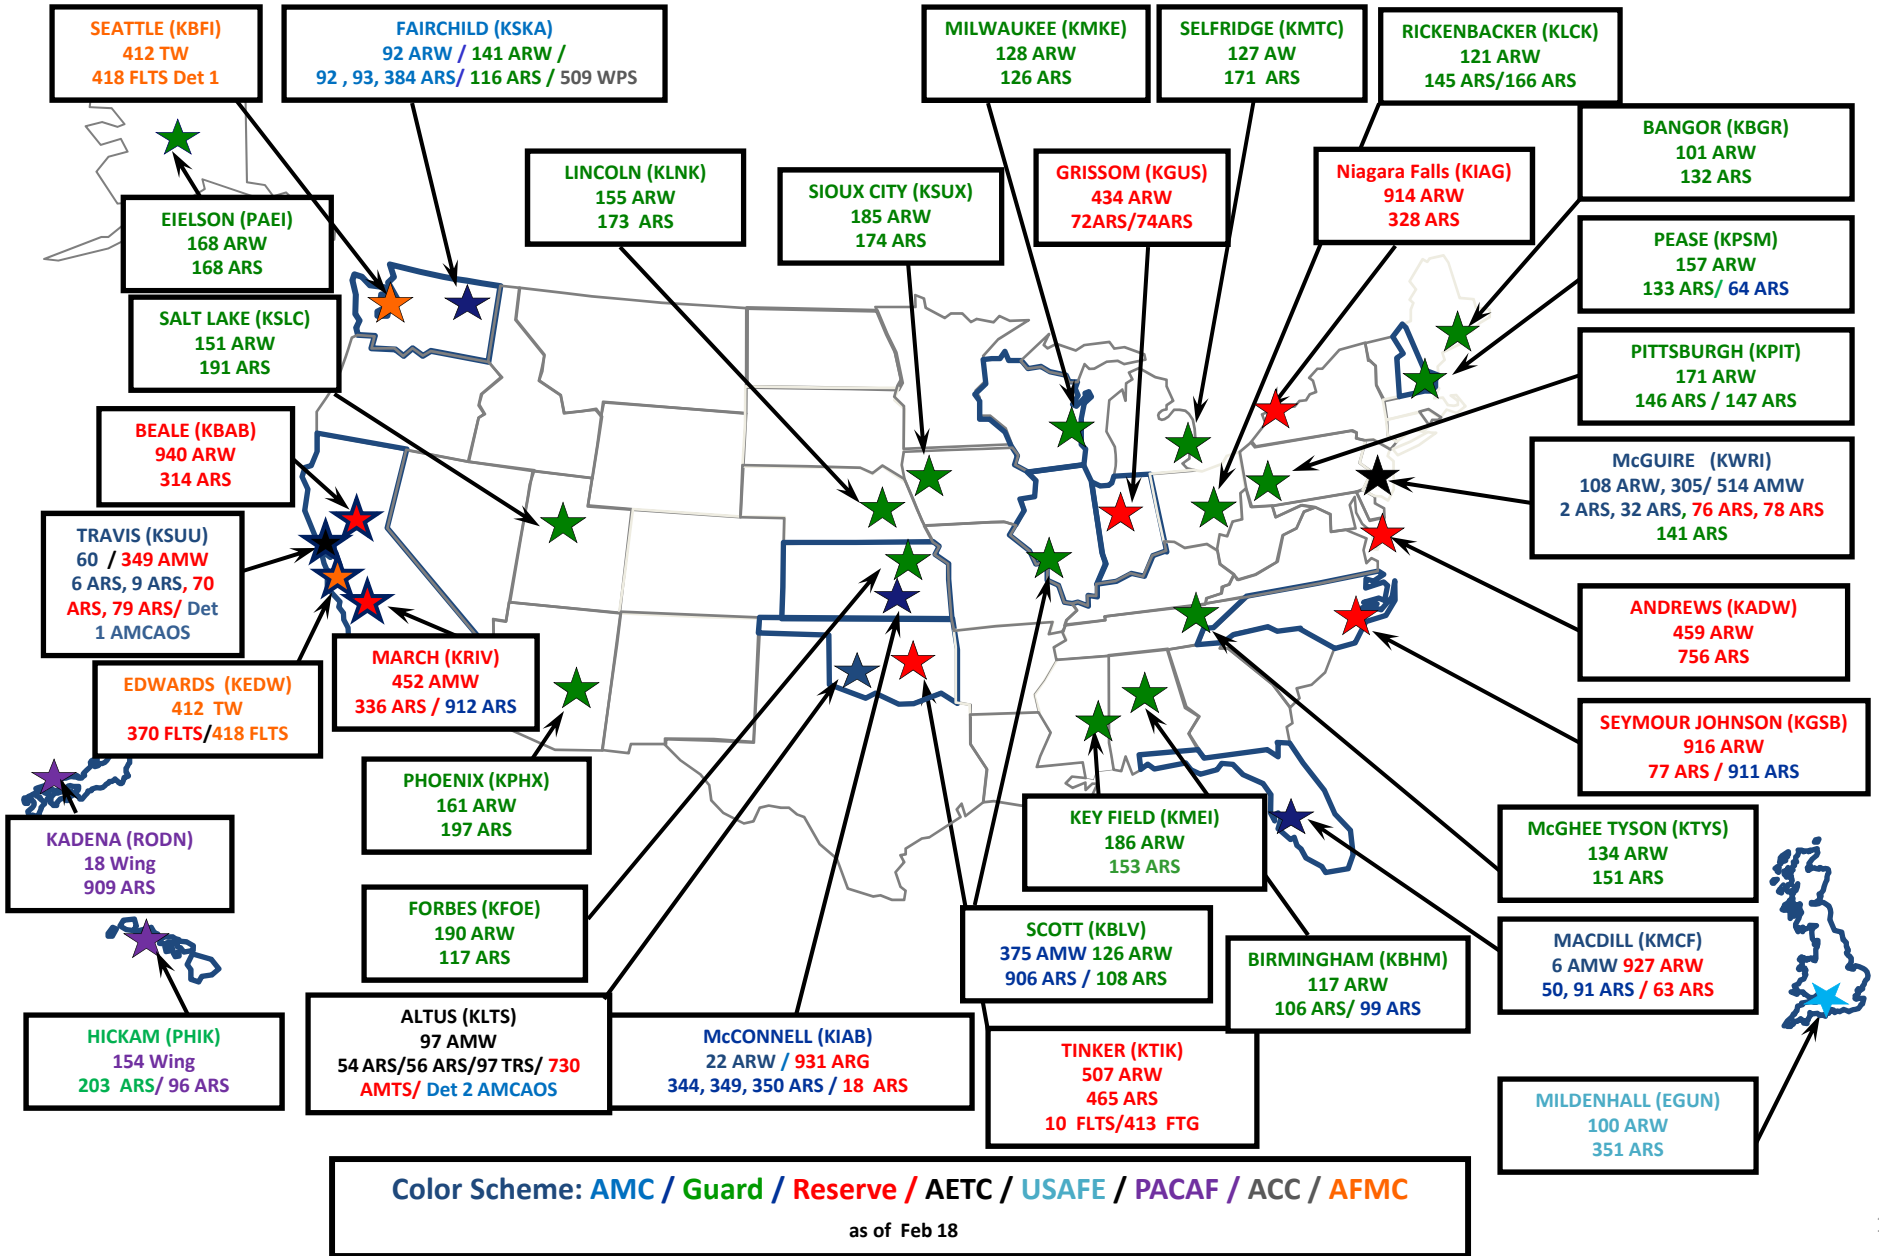 SEATTLE (KBFI)
412 TW
418 FLTS Det 1
FAIRCHILD (KSKA)
92 ARW / 141 ARW /
92 , 93, 384 ARS/ 116 ARS / 509 WPS
MILWAUKEE (KMKE)
128 ARW
126 ARS
SELFRIDGE (KMTC)
127 AW
171 ARS
RICKENBACKER (KLCK)
121 ARW
145 ARS/166 ARS
BANGOR (KBGR)
101 ARW
132 ARS
LINCOLN (KLNK)
155 ARW
173 ARS
SIOUX CITY (KSUX)
185 ARW
174 ARS
GRISSOM (KGUS)
434 ARW
72ARS/74ARS
Niagara Falls (KIAG)
914 ARW
328 ARS
EIELSON (PAEI)
168 ARW
168 ARS
PEASE (KPSM)
157 ARW
133 ARS/ 64 ARS
SALT LAKE (KSLC)
151 ARW
191 ARS
PITTSBURGH (KPIT)
171 ARW
146 ARS / 147 ARS
BEALE (KBAB)
940 ARW
314 ARS
McGUIRE (KWRI)
108 ARW, 305/ 514 AMW
2 ARS, 32 ARS, 76 ARS, 78 ARS
141 ARS
TRAVIS (KSUU)
60 / 349 AMW
6 ARS, 9 ARS, 70
ARS, 79 ARS/ Det
1 AMCAOS
ANDREWS (KADW)
459 ARW
756 ARS
MARCH (KRIV)
452 AMW
336 ARS / 912 ARS
EDWARDS (KEDW)
412 TW
370 FLTS/418 FLTS
SEYMOUR JOHNSON (KGSB)
916 ARW
77 ARS / 911 ARS
PHOENIX (KPHX)
161 ARW
197 ARS
KEY FIELD (KMEI)
186 ARW
153 ARS
McGHEE TYSON (KTYS)
134 ARW
151 ARS
KADENA (RODN)
18 Wing
909 ARS
FORBES (KFOE)
190 ARW
117 ARS
SCOTT (KBLV)
375 AMW 126 ARW
906 ARS / 108 ARS
BIRMINGHAM (KBHM)
117 ARW
106 ARS/ 99 ARS
MACDILL (KMCF)
6 AMW 927 ARW
50, 91 ARS / 63 ARS
HICKAM (PHIK)
154 Wing
203 ARS/ 96 ARS
ALTUS (KLTS)
97 AMW
54 ARS/56 ARS/97 TRS/ 730
AMTS/ Det 2 AMCAOS
McCONNELL (KIAB)
22 ARW / 931 ARG
344, 349, 350 ARS / 18 ARS
TINKER (KTIK)
507 ARW
465 ARS
10 FLTS/413 FTG
MILDENHALL (EGUN)
100 ARW
351 ARS
Color Scheme: AMC / Guard / Reserve / AETC / USAFE / PACAF / ACC / AFMC
as of Feb 18